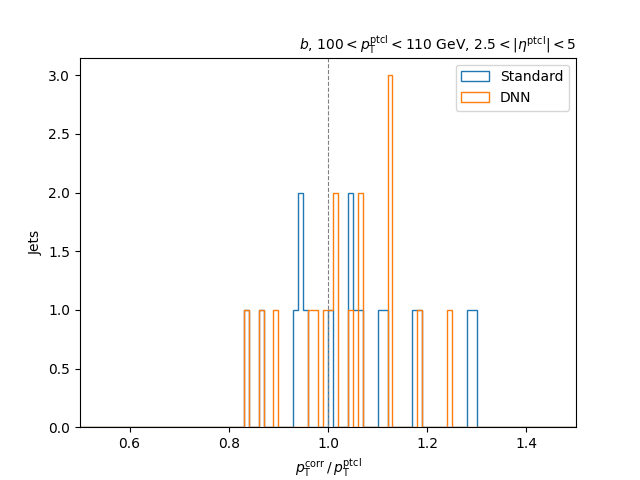 b, 100 < p_T^ptcl < 110 GeV, 2.5 < |η^ptcl| < 5
Standard
DNN
Jets
3.0
2.5
2.0
1.5
1.0
0.5
0.0
0.6 0.8 1.0 1.2 1.4
p_T^corr / p_T^ptcl